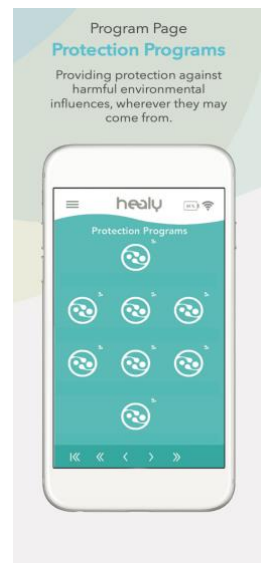 Program Page
Protection Programs
Providing protection against
harmful environmental
influences, wherever they may
come from.
healy
Protection Programs